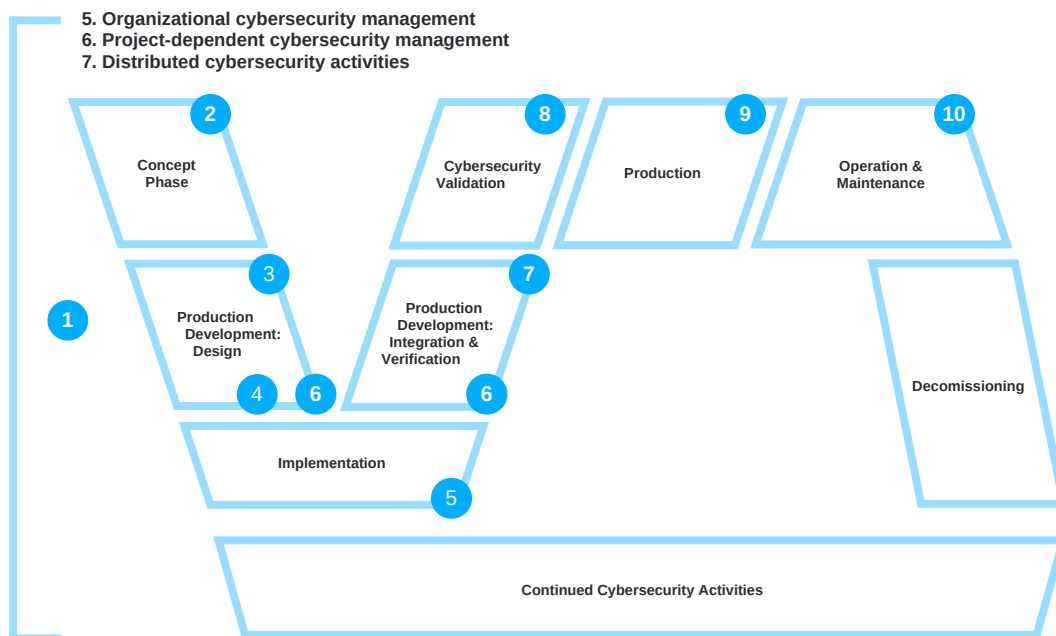 5. Organizational cybersecurity management
6. Project-dependent cybersecurity management
7. Distributed cybersecurity activities
2
8
9
10
Concept
Phase
Cybersecurity
Validation
Production
Operation &
Maintenance
3
7
1
Production
Development:
Design
Production
Development:
Integration &
Verification
4
6
6
Decomissioning
Implementation
5
Continued Cybersecurity Activities